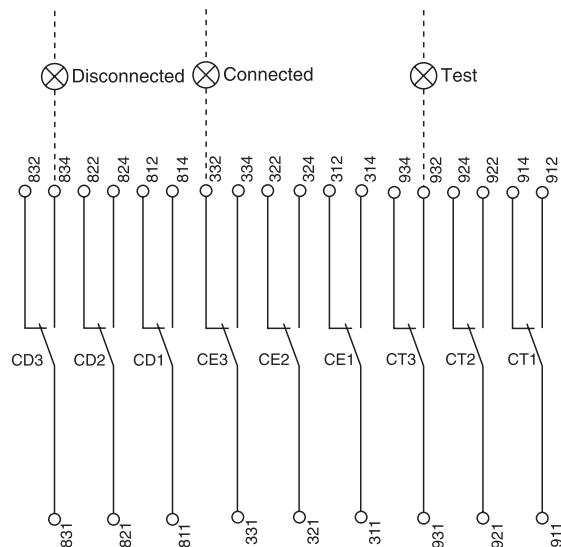 Disconnected Connected Test
832 834 822 824 812 814 332 334 322 324 312 314 934 932 924 922 914 912
CD3 CD2 CD1 CE3 CE2 CE1 CT3 CT2 CT1
831 821 811 331 321 311 931 921 911